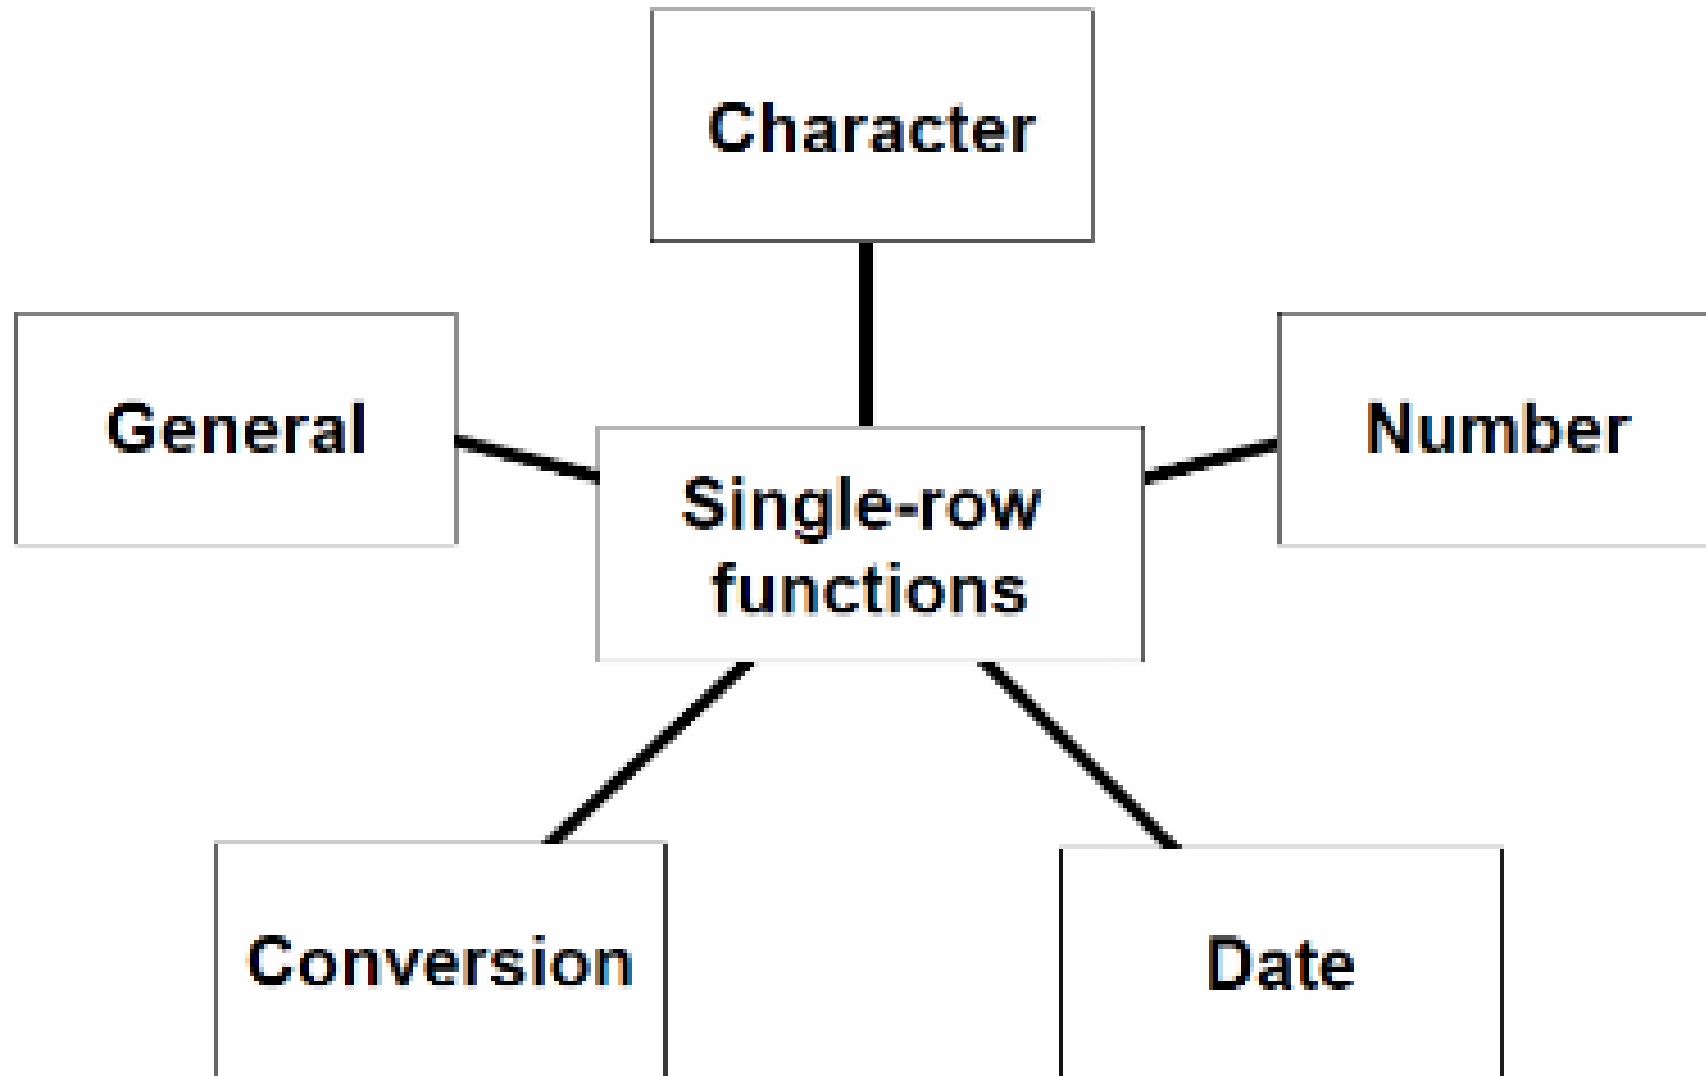 Character
General
Number
Single-row
functions
Conversion
Date